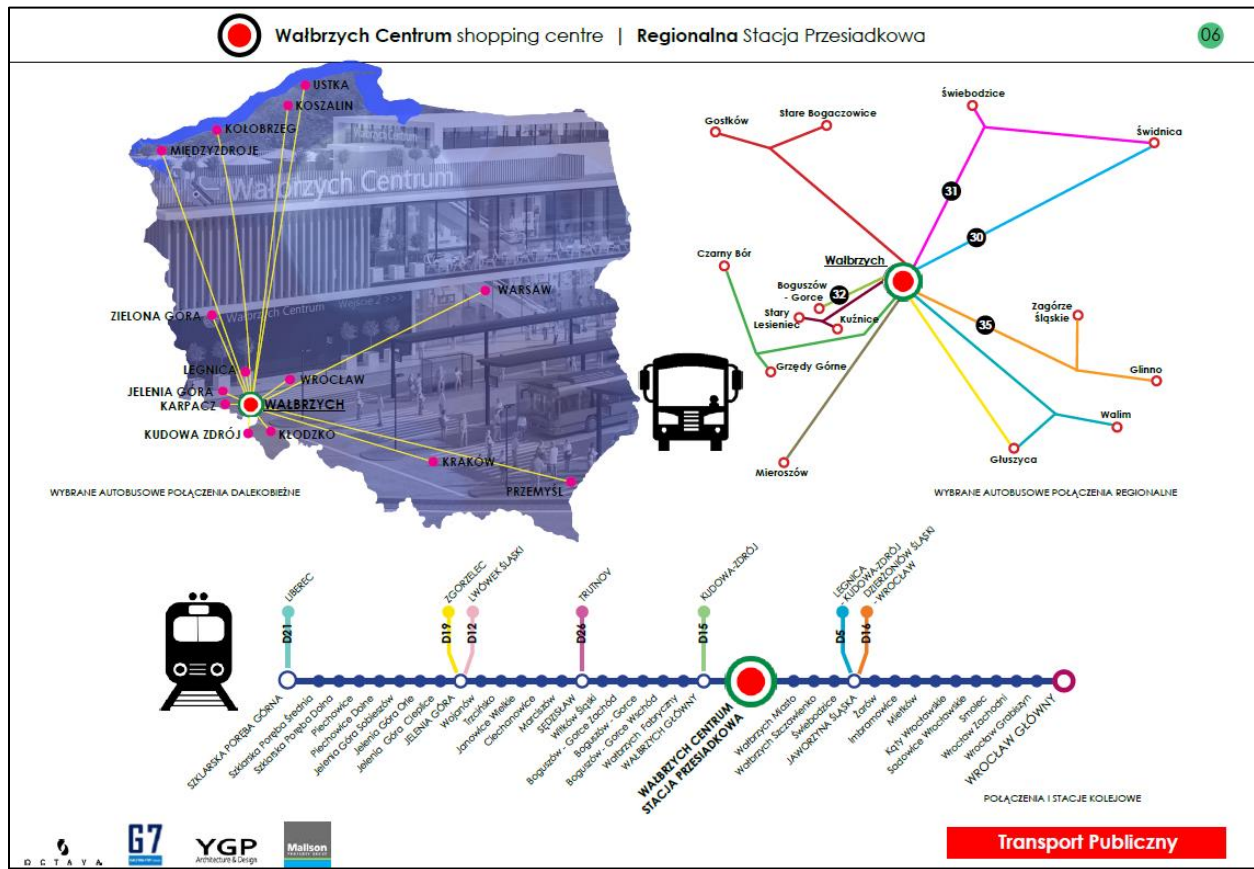 Wałbrzych Centrum shopping centre | Regionalna Stacja Przesiadkowa
06
USTKA
KOSZALIN
KOŁOBRZEG
MIĘDZYZDROJE
Wałbrzych Centrum
WARSAW
Wejście 2 >>>
Wałbrzych Centrum
ZIELONA GÓRA
LEGNICA
WROCŁAW
JELENIA GÓRA
KARPACZ
WAŁBRZYCH
KUDOWA ZDRÓJ
KŁODZKO
KRAKÓW
PRZEMYŚL
WYBRANE AUTOBUSOWE POŁĄCZENIA DALEKOBIEŻNE
Świebodzice
Stare Bogaczowice
Gostków
Świdnica
31
30
Czarny Bór
Wałbrzych
Boguszów
- Gorce
32
Stary
Lesieniec
Kuźnice
35
Zagórze
Śląskie
Grzędy Górne
Glinno
Walim
Głuszyca
Mieroszów
WYBRANE AUTOBUSOWE POŁĄCZENIA REGIONALNE
LIBEREC
D21
ZGORZELEC
D19
LWÓWEK ŚLĄSKI
D12
TRUTNOV
D26
KUDOWA-ZDRÓJ
D15
LEGNICA
- KUDOWA-ZDRÓJ
D5
DZIERŻONIÓW ŚLĄSKI
- WROCŁAW
D16
SZKLARSKA PORĘBA GÓRNA
Szklarska Poręba Średnia
Szklarska Poręba Dolna
Piechowice
Piechowice Dolne
Jelenia Góra Sobieszów
Jelenia Góra Orle
Jelenia Góra Cieplice
JELENIA GÓRA
Wojanów
Trzcińsko
Janowice Wielkie
Ciechanowice
Marciszów
SĘDZISŁAW
Witków Śląski
Boguszów - Gorce Zachód
Boguszów - Gorce
Boguszów - Gorce Wschód
Wałbrzych Fabryczny
WAŁBRZYCH GŁÓWNY
WAŁBRZYCH CENTRUM
STACJA PRZESIADKOWA
Wałbrzych Miasto
Wałbrzych Szczawienko
Świebodzice
JAWORZYNA ŚLĄSKA
Żarów
Imbramowice
Mietków
Kąty Wrocławskie
Sadowice Wrocławskie
Smolec
Wrocław Zachodni
Wrocław Grabiszyn
WROCŁAW GŁÓWNY
POŁĄCZENIA I STACJE KOLEJOWE
OCTAVA
G7
YGP
Architecture & Design
Mallson
Transport Publiczny